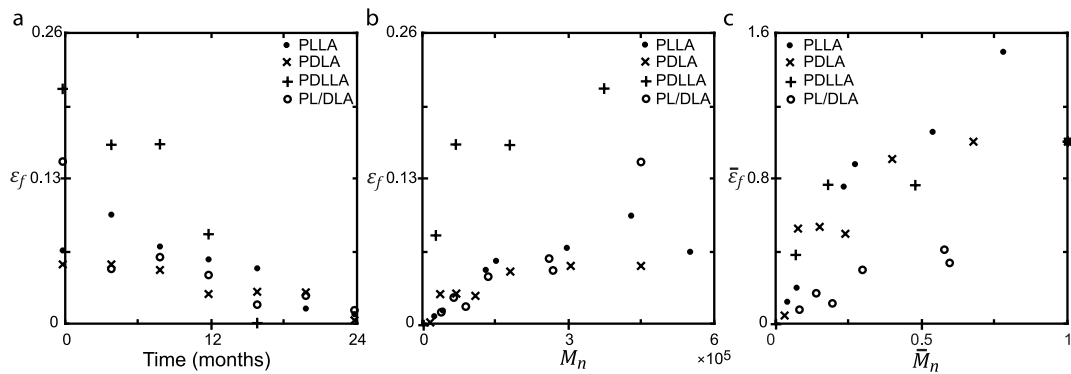 a
0.26
PLLA
PDLA
PDLLA
PL/DLA
εf
0.13
0
0
12
24
Time (months)
b
0.26
PLLA
PDLA
PDLLA
PL/DLA
εf
0.13
0
0
3
6
Mn
×10⁵
c
1.6
PLLA
PDLA
PDLLA
PL/DLA
ε̄f
0.8
0
0
0.5
1
M̄n